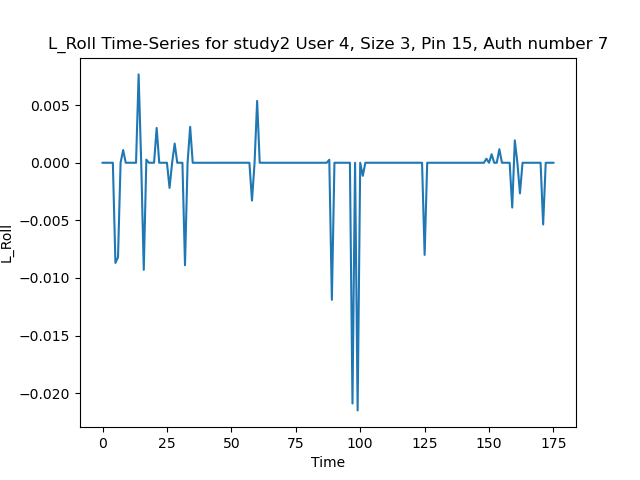 L_Roll Time-Series for study2 User 4, Size 3, Pin 15, Auth number 7
0.005
0.000
−0.005
−0.010
−0.015
−0.020
L_Roll
0 25 50 75 100 125 150 175
Time